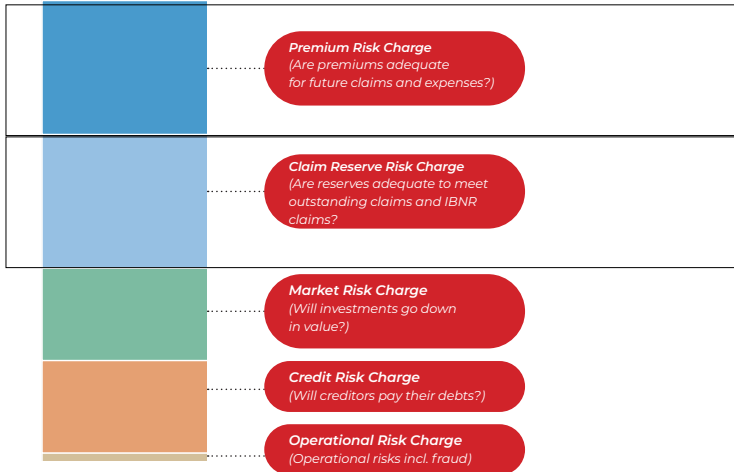 Premium Risk Charge
(Are premiums adequate
for future claims and expenses?)
Claim Reserve Risk Charge
(Are reserves adequate to meet
outstanding claims and IBNR
claims?
Market Risk Charge
(Will investments go down
in value?)
Credit Risk Charge
(Will creditors pay their debts?)
Operational Risk Charge
(Operational risks incl. fraud)